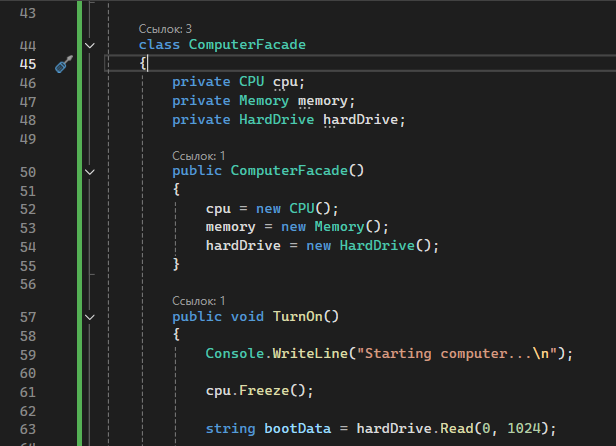 43
Ссылок: 3
44 class ComputerFacade
45 {
46 private CPU cpu;
47 private Memory memory;
48 private HardDrive hardDrive;
49
Ссылок: 1
50 public ComputerFacade()
51 {
52 cpu = new CPU();
53 memory = new Memory();
54 hardDrive = new HardDrive();
55 }
56
Ссылок: 1
57 public void TurnOn()
58 {
59 Console.WriteLine("Starting computer...\n");
60
61 cpu.Freeze();
62
63 string bootData = hardDrive.Read(0, 1024);